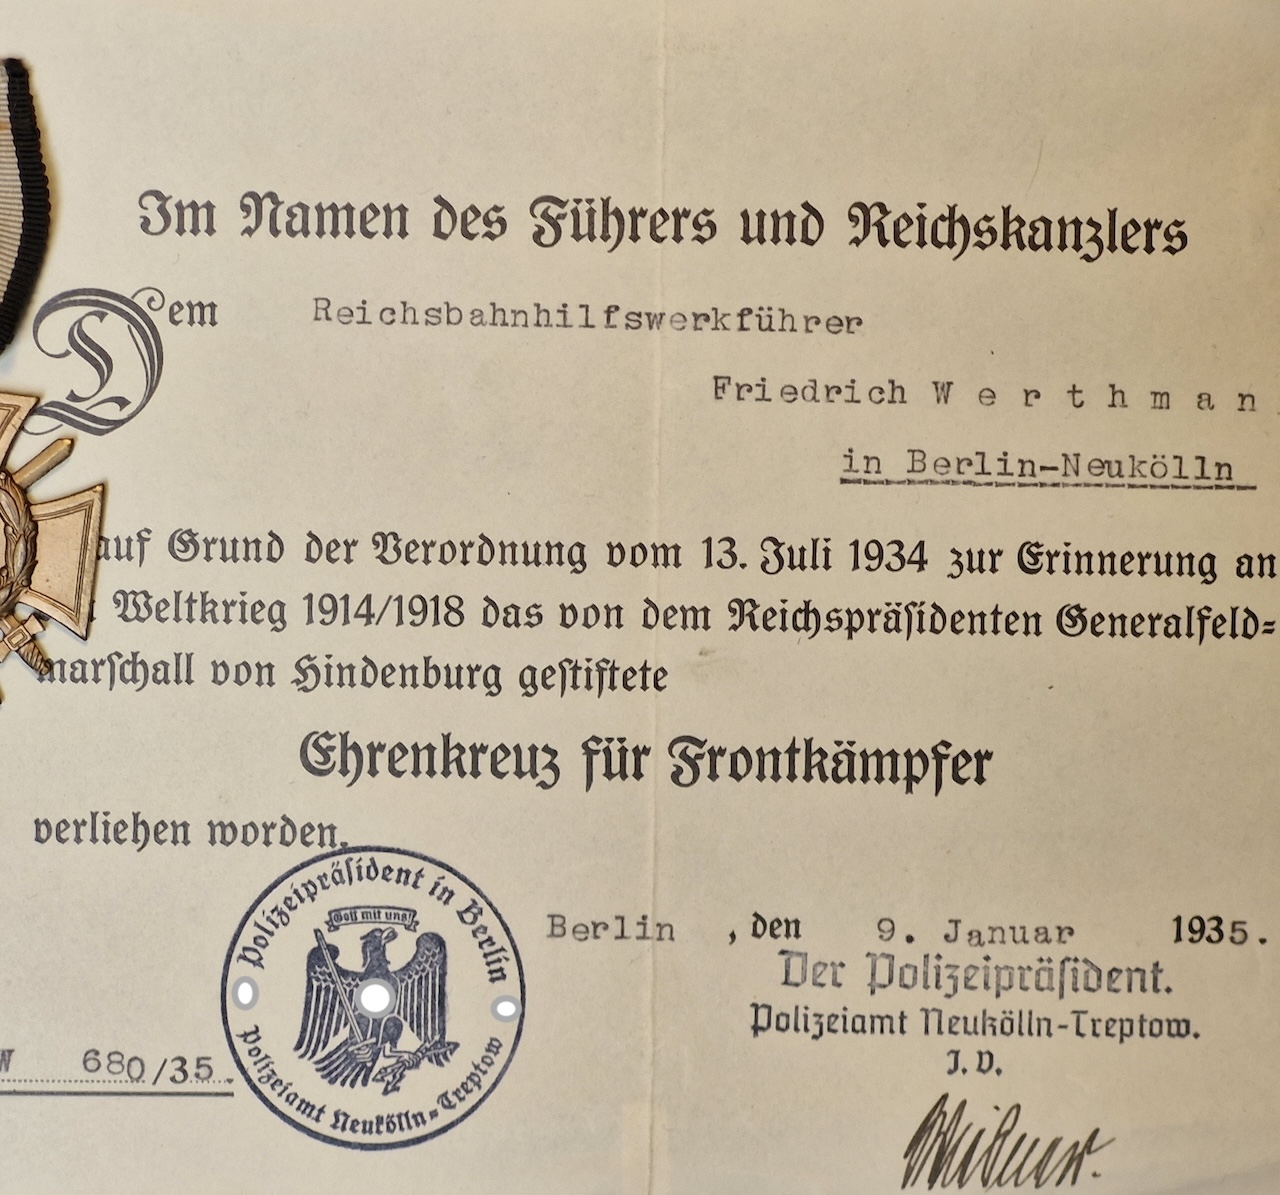 Im Namen des Führers und Reichskanzlers
Dem Reichsbahnhilfswerkführer
Friedrich Werthman
in Berlin-Neukölln
auf Grund der Verordnung vom 13. Juli 1934 zur Erinnerung an
Weltkrieg 1914/1918 das von dem Reichspräsidenten Generalfeld=
marschall von Hindenburg gestiftete
Ehrenkreuz für Frontkämpfer
verliehen worden.
Polizeipräsident in Berlin
Gott mit uns
Polizeiamt Neukölln=Treptow
Berlin, den 9. Januar 1935.
Der Polizeipräsident.
Polizeiamt Neukölln-Treptow.
J. V.
680/35.